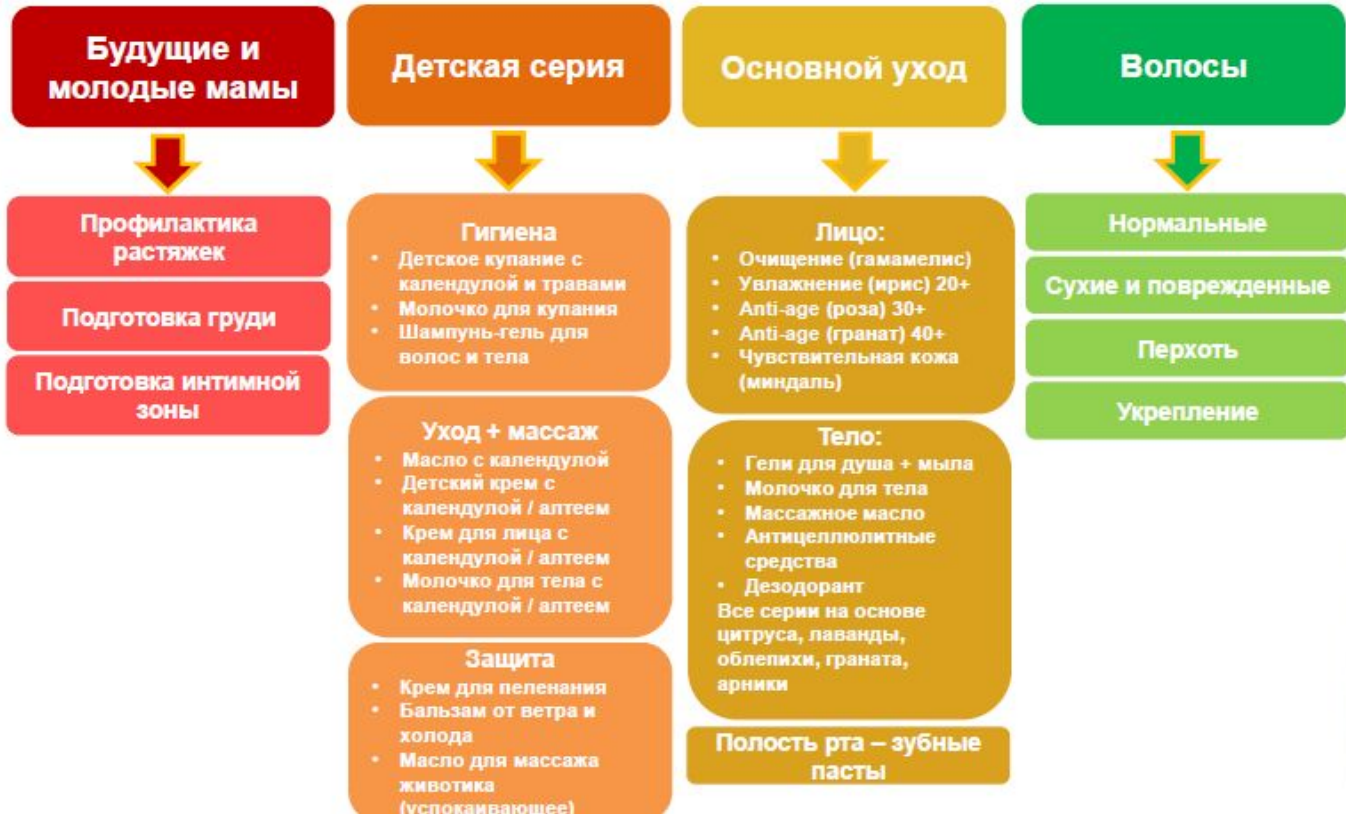 Будущие и
молодые мамы
Профилактика
растяжек
Подготовка груди
Подготовка интимной
зоны
Детская серия
Гигиена
• Детское купание с
календулой и травами
• Молочко для купания
• Шампунь-гель для
волос и тела
Уход + массаж
• Масло с календулой
• Детский крем с
календулой / алтеем
• Крем для лица с
календулой / алтеем
• Молочко для тела с
календулой / алтеем
Защита
• Крем для пеленания
• Бальзам от ветра и
холода
• Масло для массажа
животика
(успокаивающее)
Основной уход
Лицо:
• Очищение (гамамелис)
• Увлажнение (ирис) 20+
• Anti-age (роза) 30+
• Anti-age (гранат) 40+
• Чувствительная кожа
(миндаль)
Тело:
• Гели для душа + мыла
• Молочко для тела
• Массажное масло
• Антицеллюлитные
средства
• Дезодорант
Все серии на основе
цитруса, лаванды,
облепихи, граната,
арники
Полость рта – зубные
пасты
Волосы
Нормальные
Сухие и поврежденные
Перхоть
Укрепление